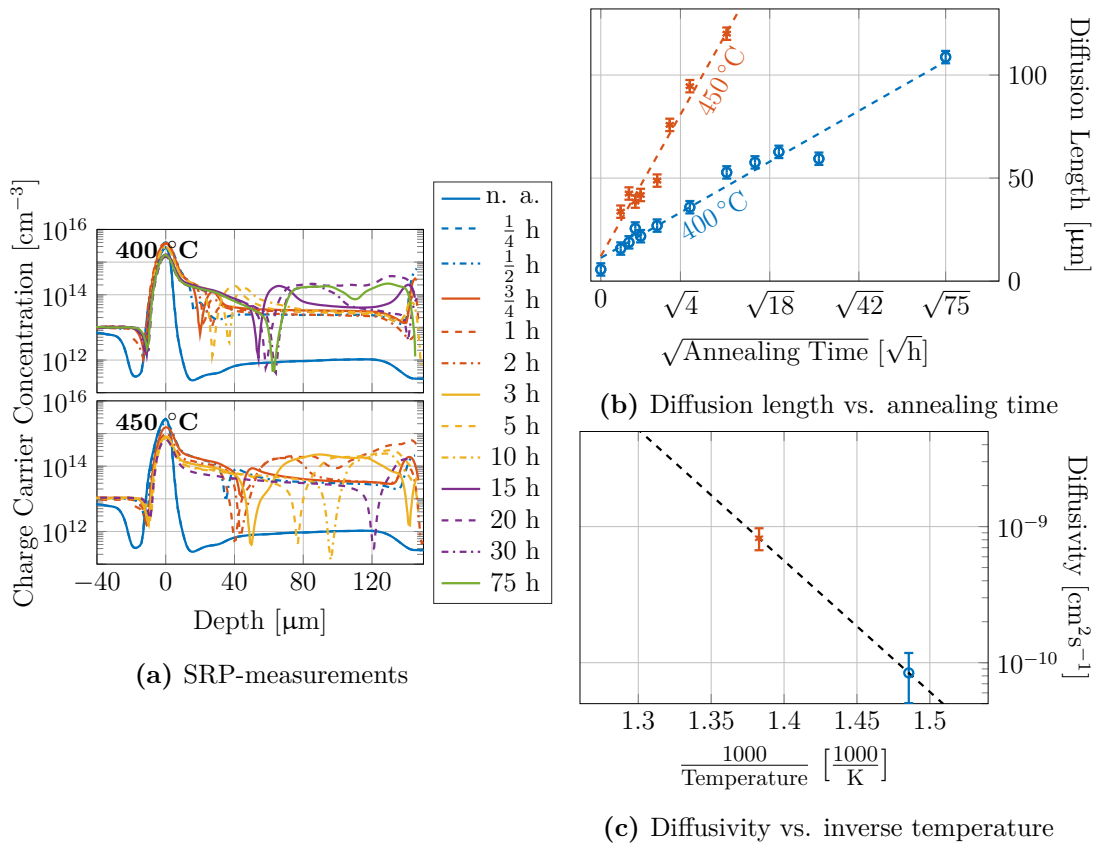 Charge Carrier Concentration [cm⁻³]
10¹⁶
400 °C
10¹⁴
10¹²
10¹⁶
450 °C
10¹⁴
10¹²
−40 0 40 80 120
Depth [μm]
n. a.
1/4 h
1/2 h
3/4 h
1 h
2 h
3 h
5 h
10 h
15 h
20 h
30 h
75 h
(a) SRP-measurements
450 °C
400 °C
100
50
0
Diffusion Length [μm]
0 √4 √18 √42 √75
√Annealing Time [√h]
(b) Diffusion length vs. annealing time
10⁻⁹
10⁻¹⁰
Diffusivity [cm²s⁻¹]
1.3 1.35 1.4 1.45 1.5
1000/Temperature [1000/K]
(c) Diffusivity vs. inverse temperature